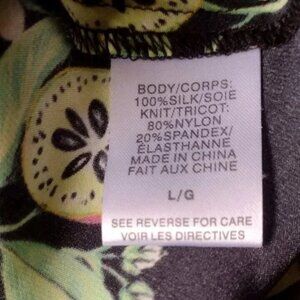 BODY/CORPS:
100%SILK/SOIE
KNIT/TRICOT:
80%NYLON
20%SPANDEX/
ÉLASTHANNE
MADE IN CHINA
FAIT AUX CHINE
L/G
SEE REVERSE FOR CARE
VOIR LES DIRECTIVES